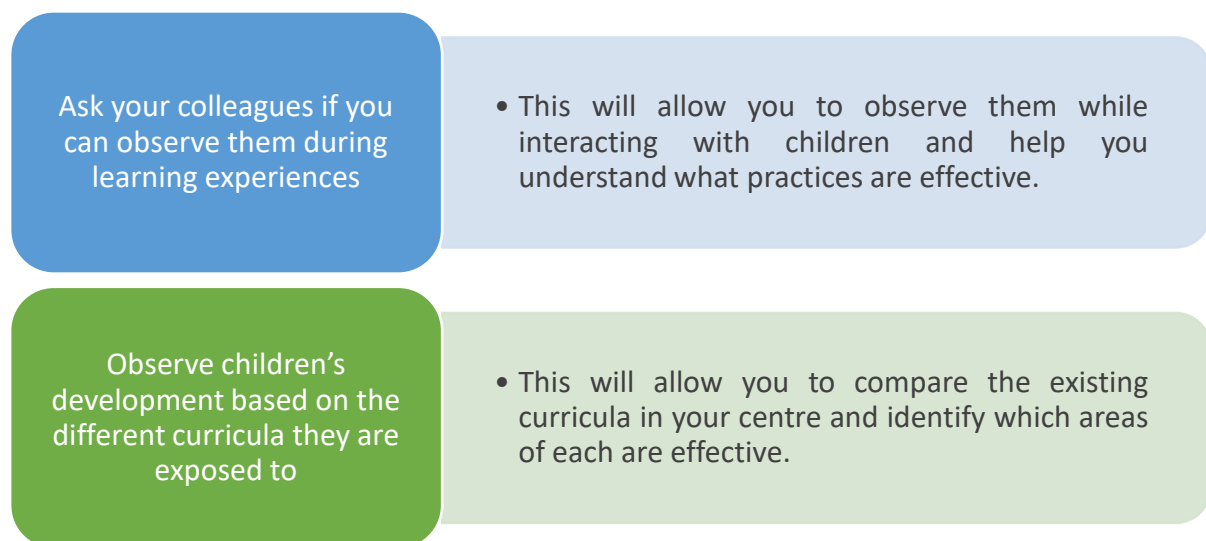 Ask your colleagues if you
can observe them during
learning experiences
• This will allow you to observe them while
interacting with children and help you
understand what practices are effective.
Observe children’s
development based on the
different curricula they are
exposed to
• This will allow you to compare the existing
curricula in your centre and identify which areas
of each are effective.